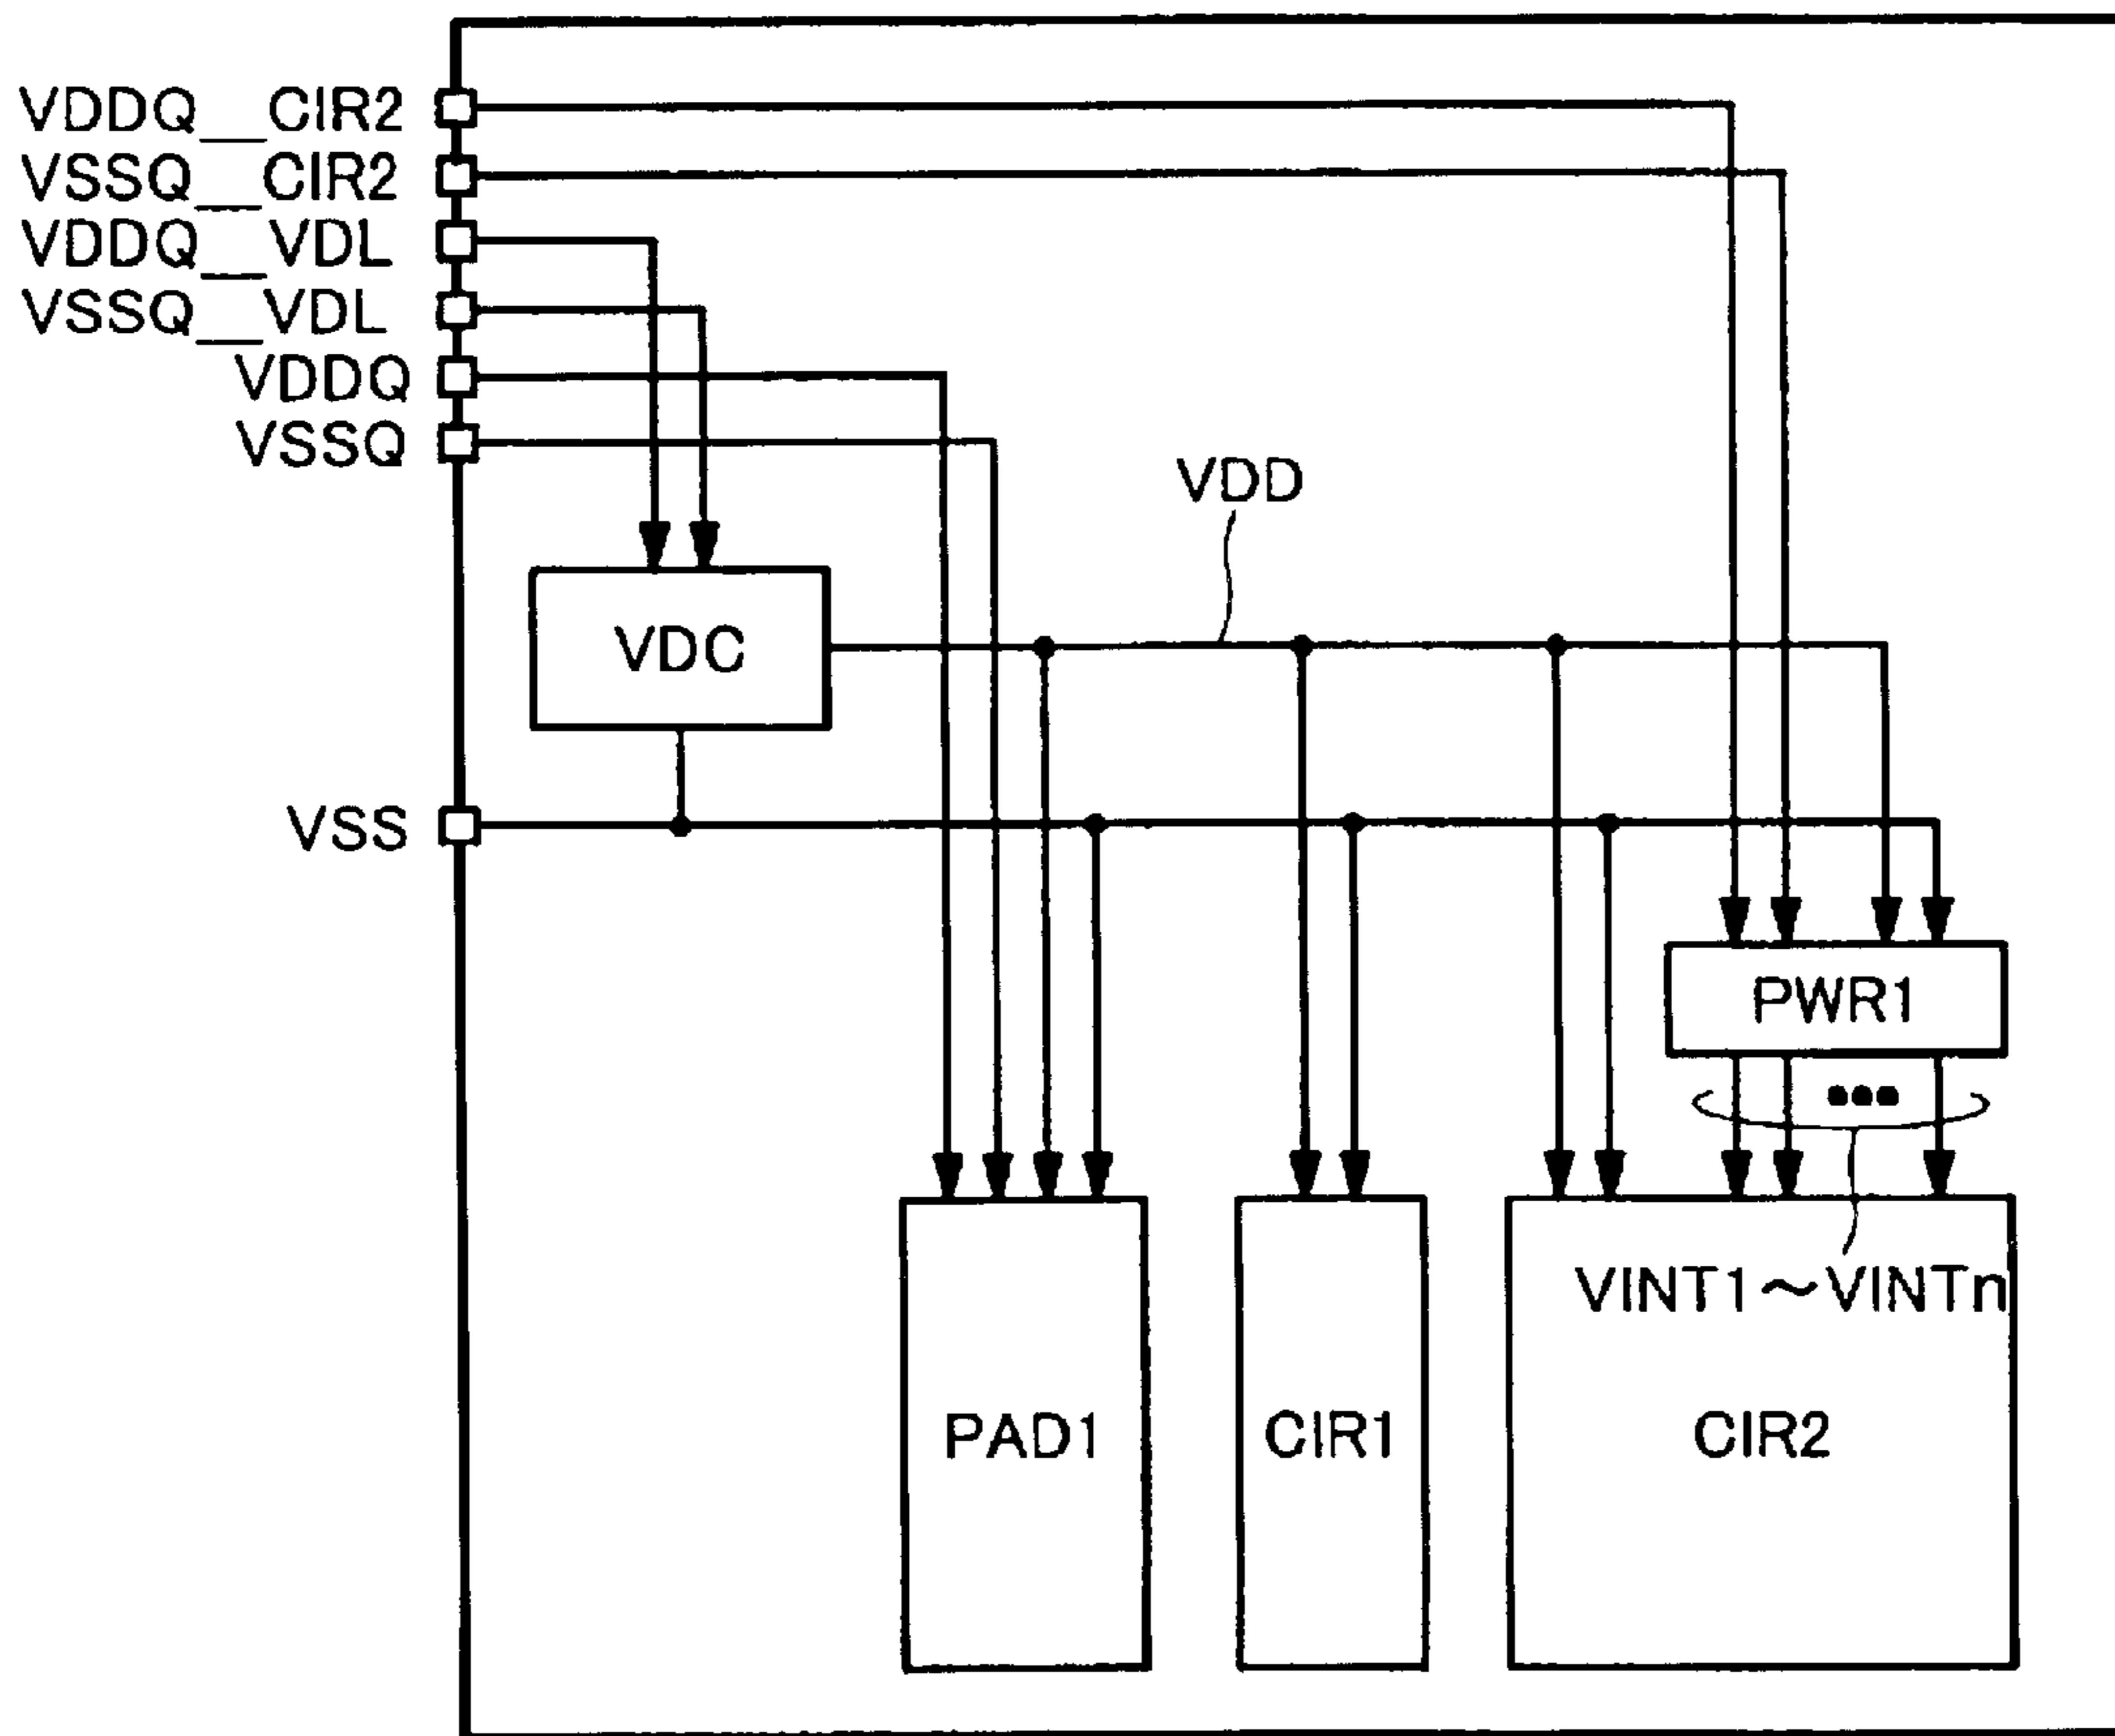 VDDQ__CIR2
VSSQ__CIR2
VDDQ__VDL
VSSQ__VDL
VDDQ
VSSQ
VDD
VDC
VSS
PWR1
VINT1～VINTn
PAD1
CIR1
CIR2